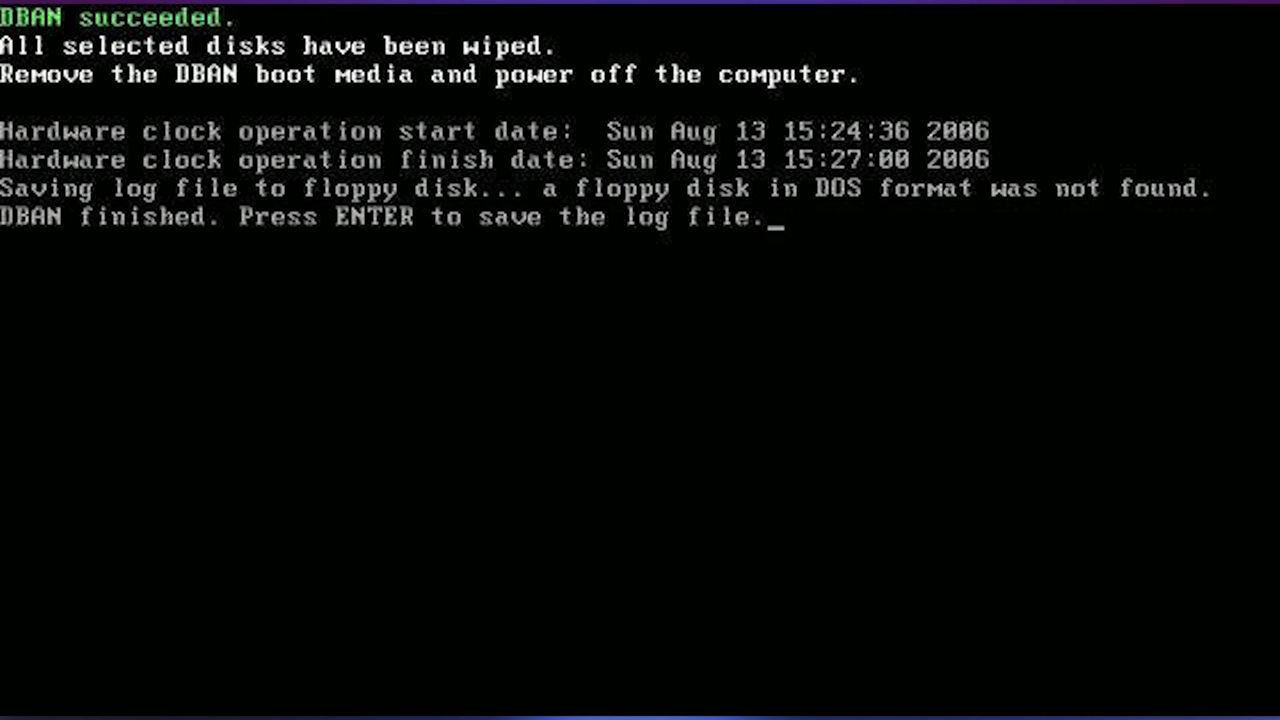 DBAN succeeded.
All selected disks have been wiped.
Remove the DBAN boot media and power off the computer.
Hardware clock operation start date:  Sun Aug 13 15:24:36 2006
Hardware clock operation finish date: Sun Aug 13 15:27:00 2006
Saving log file to floppy disk... a floppy disk in DOS format was not found.
DBAN finished. Press ENTER to save the log file._